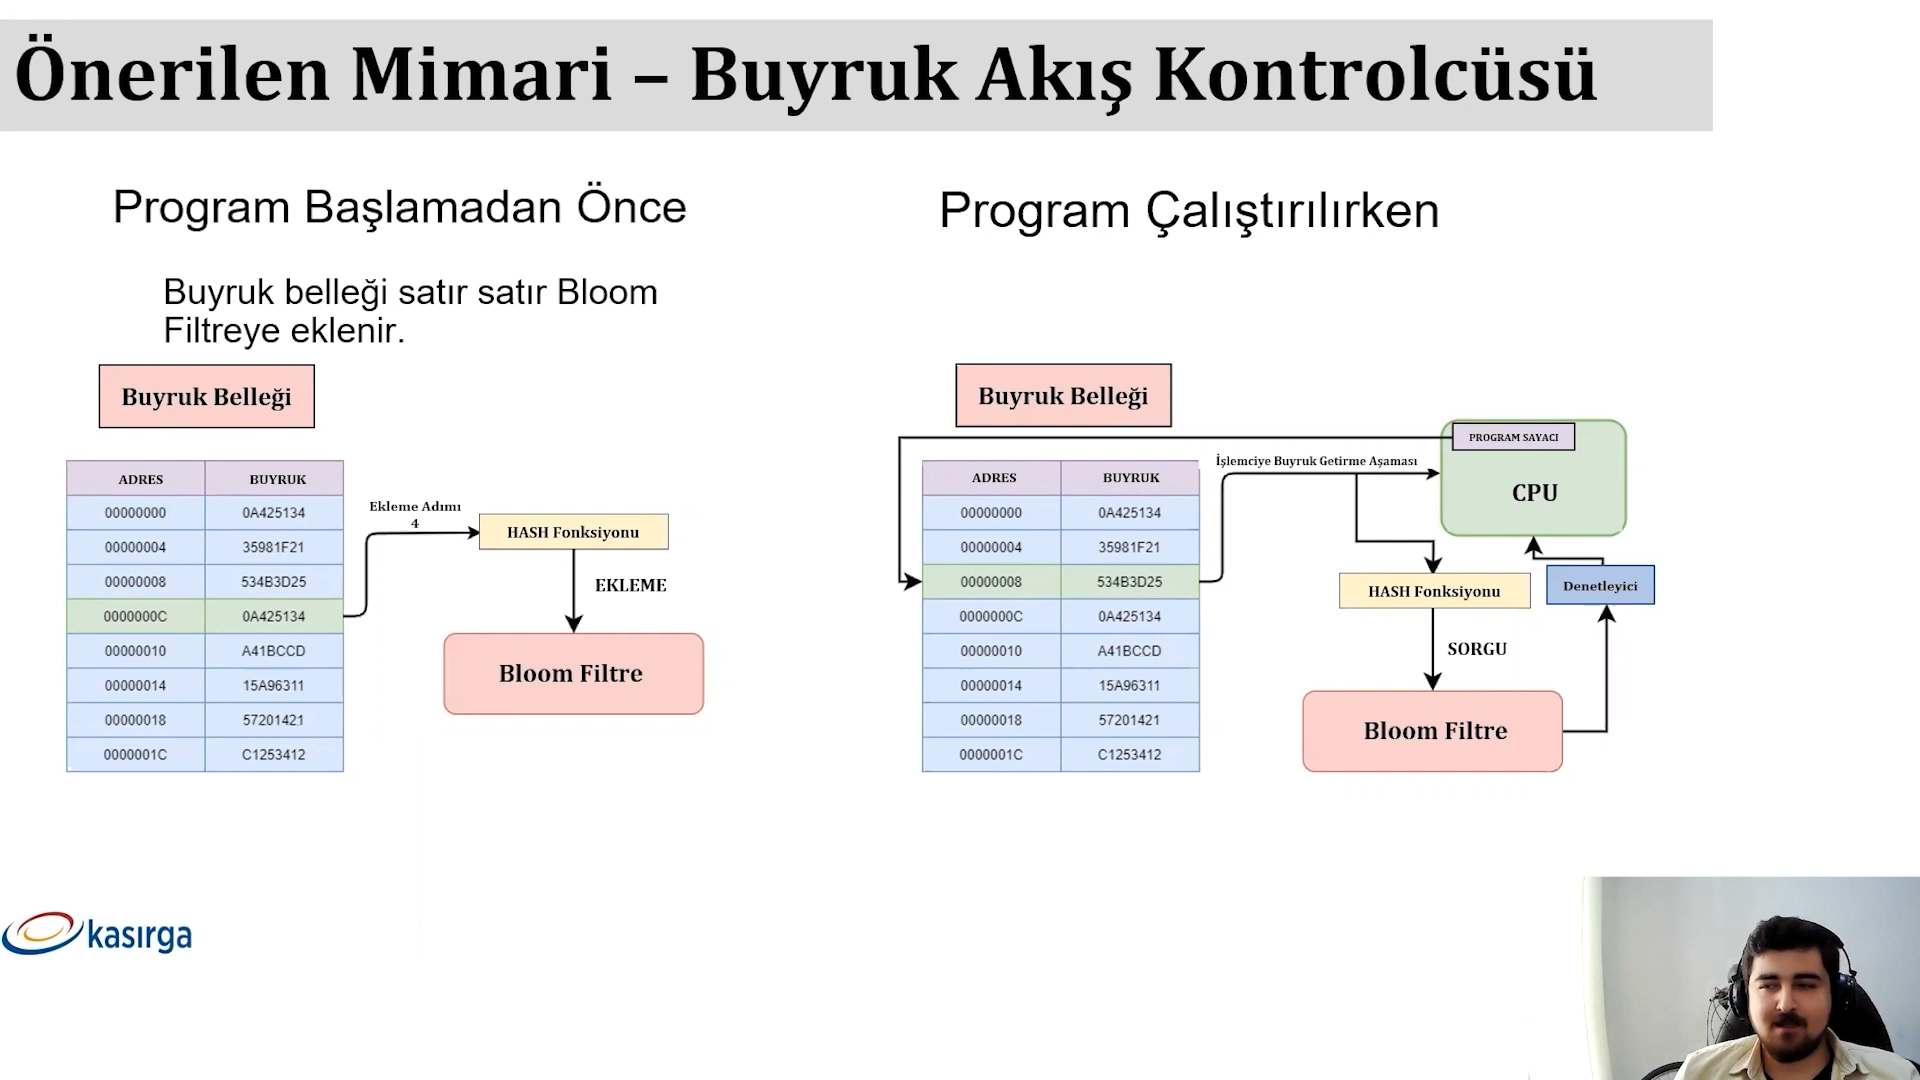 Önerilen Mimari – Buyruk Akış Kontrolcüsü
Program Başlamadan Önce
Buyruk belleği satır satır Bloom
Filtreye eklenir.
Buyruk Belleği
ADRES BUYRUK
00000000 0A425134
00000004 35981F21
00000008 534B3D25
0000000C 0A425134
00000010 A41BCCD
00000014 15A96311
00000018 57201421
0000001C C1253412
Ekleme Adımı
4
HASH Fonksiyonu
EKLEME
Bloom Filtre
Program Çalıştırılırken
Buyruk Belleği
ADRES BUYRUK
00000000 0A425134
00000004 35981F21
00000008 534B3D25
0000000C 0A425134
00000010 A41BCCD
00000014 15A96311
00000018 57201421
0000001C C1253412
İşlemciye Buyruk Getirme Aşaması
PROGRAM SAYACI
CPU
HASH Fonksiyonu
Denetleyici
SORGU
Bloom Filtre
kasırga